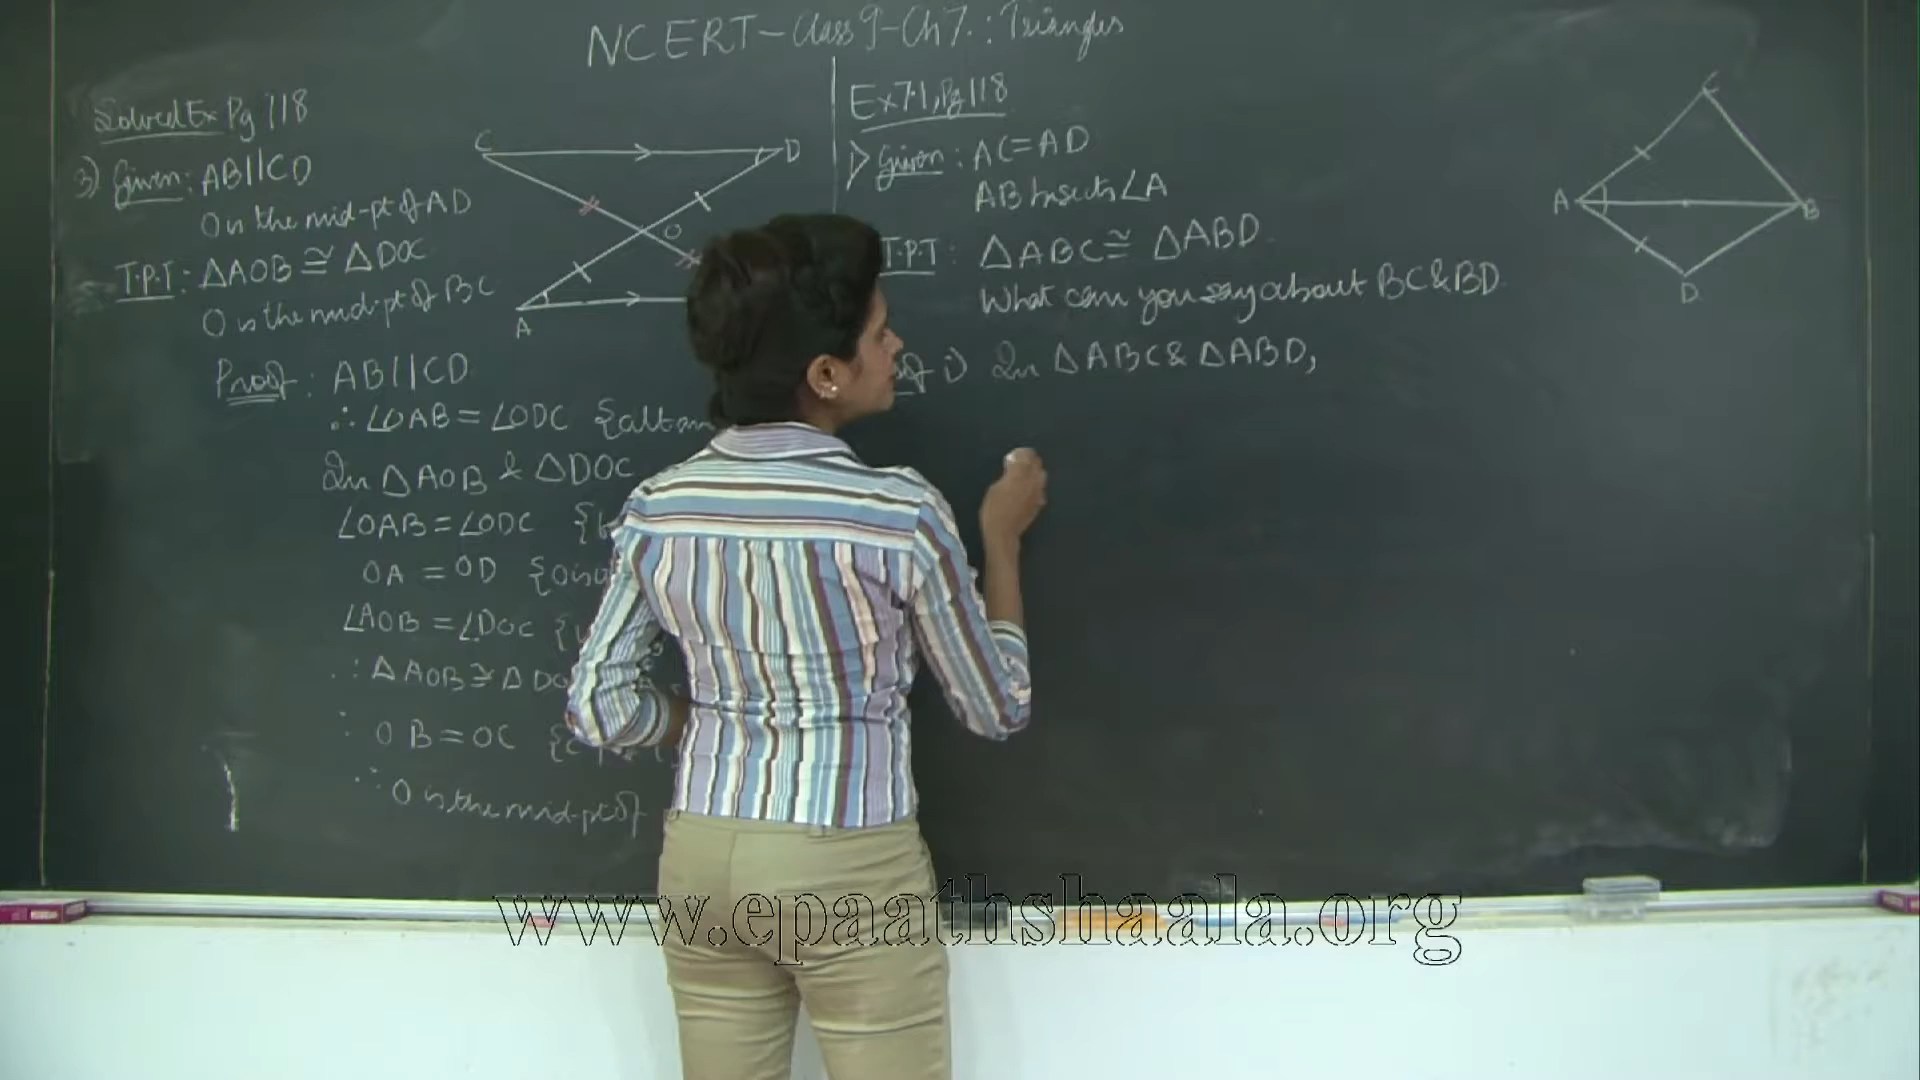 NCERT - Class 9 - Ch 7 : Triangles
Solved Ex Pg 118
3) Given: AB||CD
O is the mid-pt of AD
T.P.T: ΔAOB ≅ ΔDOC
O is the mid-pt of BC
Proof: AB||CD
∴ ∠OAB = ∠ODC {alt
In ΔAOB & ΔDOC
∠OAB = ∠ODC {
OA = OD {O is
∠AOB = ∠DOC {
∴ ΔAOB ≅ ΔDO
∴ OB = OC {
∴ O is the mid-pt of
C
D
O
A
Ex 7.1, Pg 118
1) Given: AC = AD
AB bisects ∠A
T.P.T: ΔABC ≅ ΔABD.
What can you say about BC & BD
i) In ΔABC & ΔABD,
C
A
B
D
www.epaathshaala.org